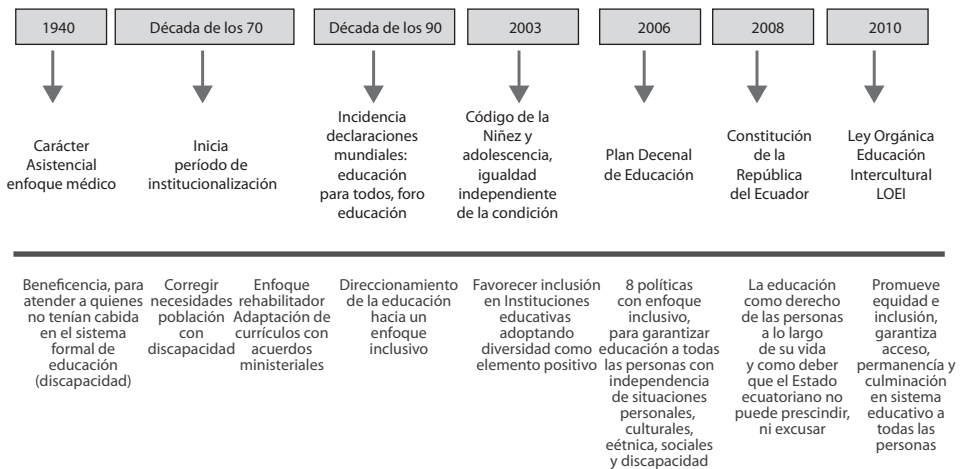 1940
Década de los 70
Década de los 90
2003
2006
2008
2010
Carácter
Asistencial
enfoque médico
Inicia
período de
institucionalización
Incidencia
declaraciones
mundiales:
educación
para todos, foro
educación
Código de la
Niñez y
adolescencia,
igualdad
independiente
de la condición
Plan Decenal
de Educación
Constitución
de la
República
del Ecuador
Ley Orgánica
Educación
Intercultural
LOEI
Beneficencia, para
atender a quienes
no tenían cabida
en el sistema
formal de
educación
(discapacidad)
Corregir
necesidades
población
con
discapacidad
Enfoque
rehabilitador
Adaptación de
currículos con
acuerdos
ministeriales
Direccionamiento
de la educación
hacia un
enfoque
inclusivo
Favorecer inclusión
en Instituciones
educativas
adoptando
diversidad como
elemento positivo
8 políticas
con enfoque
inclusivo,
para garantizar
educación a todas
las personas con
independencia
de situaciones
personales,
culturales,
eétnica, sociales
y discapacidad
La educación
como derecho
de las personas
a lo largo
de su vida
y como deber
que el Estado
ecuatoriano no
puede prescindir,
ni excusar
Promueve
equidad e
inclusión,
garantiza
acceso,
permanencía y
culminación
en sistema
educativo a
todas las
personas